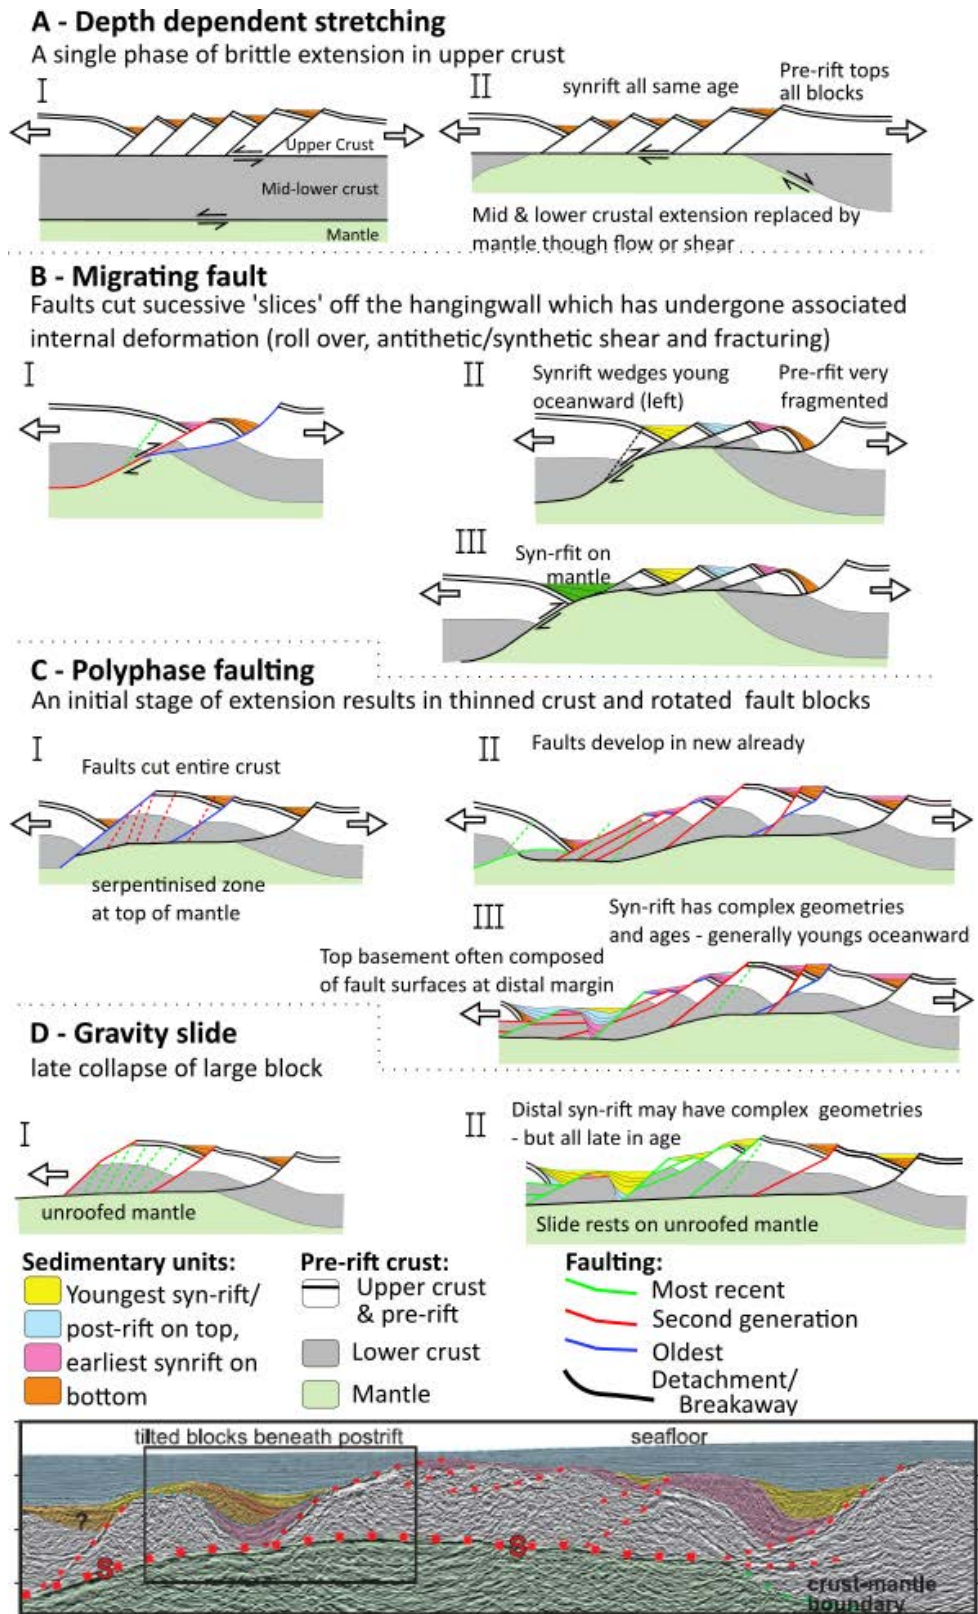 A - Depth dependent stretching
A single phase of brittle extension in upper crust
I
Upper Crust
Mid-lower crust
Mantle
II
synrift all same age
Pre-rift tops
all blocks
Mid & lower crustal extension replaced by
mantle though flow or shear
B - Migrating fault
Faults cut sucessive 'slices' off the hangingwall which has undergone associated
internal deformation (roll over, antithetic/synthetic shear and fracturing)
I
II
Synrift wedges young
oceanward (left)
Pre-rfit very
fragmented
III
Syn-rfit on
mantle
C - Polyphase faulting
An initial stage of extension results in thinned crust and rotated fault blocks
I
Faults cut entire crust
serpentinised zone
at top of mantle
II
Faults develop in new already
III
Syn-rift has complex geometries
and ages - generally youngs oceanward
Top basement often composed
of fault surfaces at distal margin
D - Gravity slide
late collapse of large block
I
unroofed mantle
II
Distal syn-rift may have complex geometries
- but all late in age
Slide rests on unroofed mantle
Sedimentary units:
Youngest syn-rift/
post-rift on top,
earliest synrift on
bottom
Pre-rift crust:
Upper crust
& pre-rift
Lower crust
Mantle
Faulting:
Most recent
Second generation
Oldest
Detachment/
Breakaway
tilted blocks beneath postrift
seafloor
?
S
S
crust-mantle
boundary